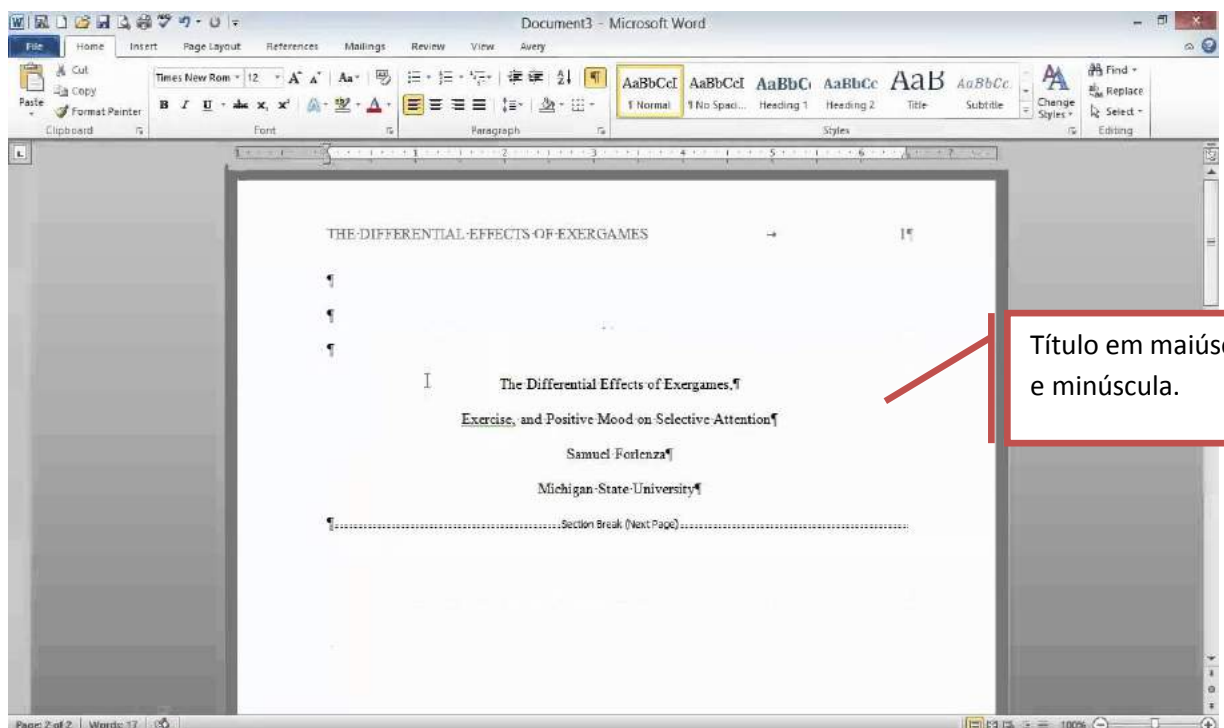 Document3 - Microsoft Word
File Home Insert Page Layout References Mailings Review View Avery
Paste
Cut
Copy
Format Painter
Clipboard
Times New Rom 12
Font
Paragraph
AaBbCcI AaBbCcI AaBbC AaBbCc AaB AaBbCc
¶ Normal ¶ No Spaci... Heading 1 Heading 2 Title Subtitle
Change Styles
Styles
Find
Replace
Select
Editing
THE·DIFFERENTIAL·EFFECTS·OF·EXERGAMES → 1¶
¶
¶
¶
The·Differential·Effects·of·Exergames,¶
Exercise,·and·Positive·Mood·on·Selective·Attention¶
Samuel·Forlenza¶
Michigan·State·University¶
¶ Section Break (Next Page)
Título em maiús
e minúscula.
Page: 2 of 2 Words: 17 100%